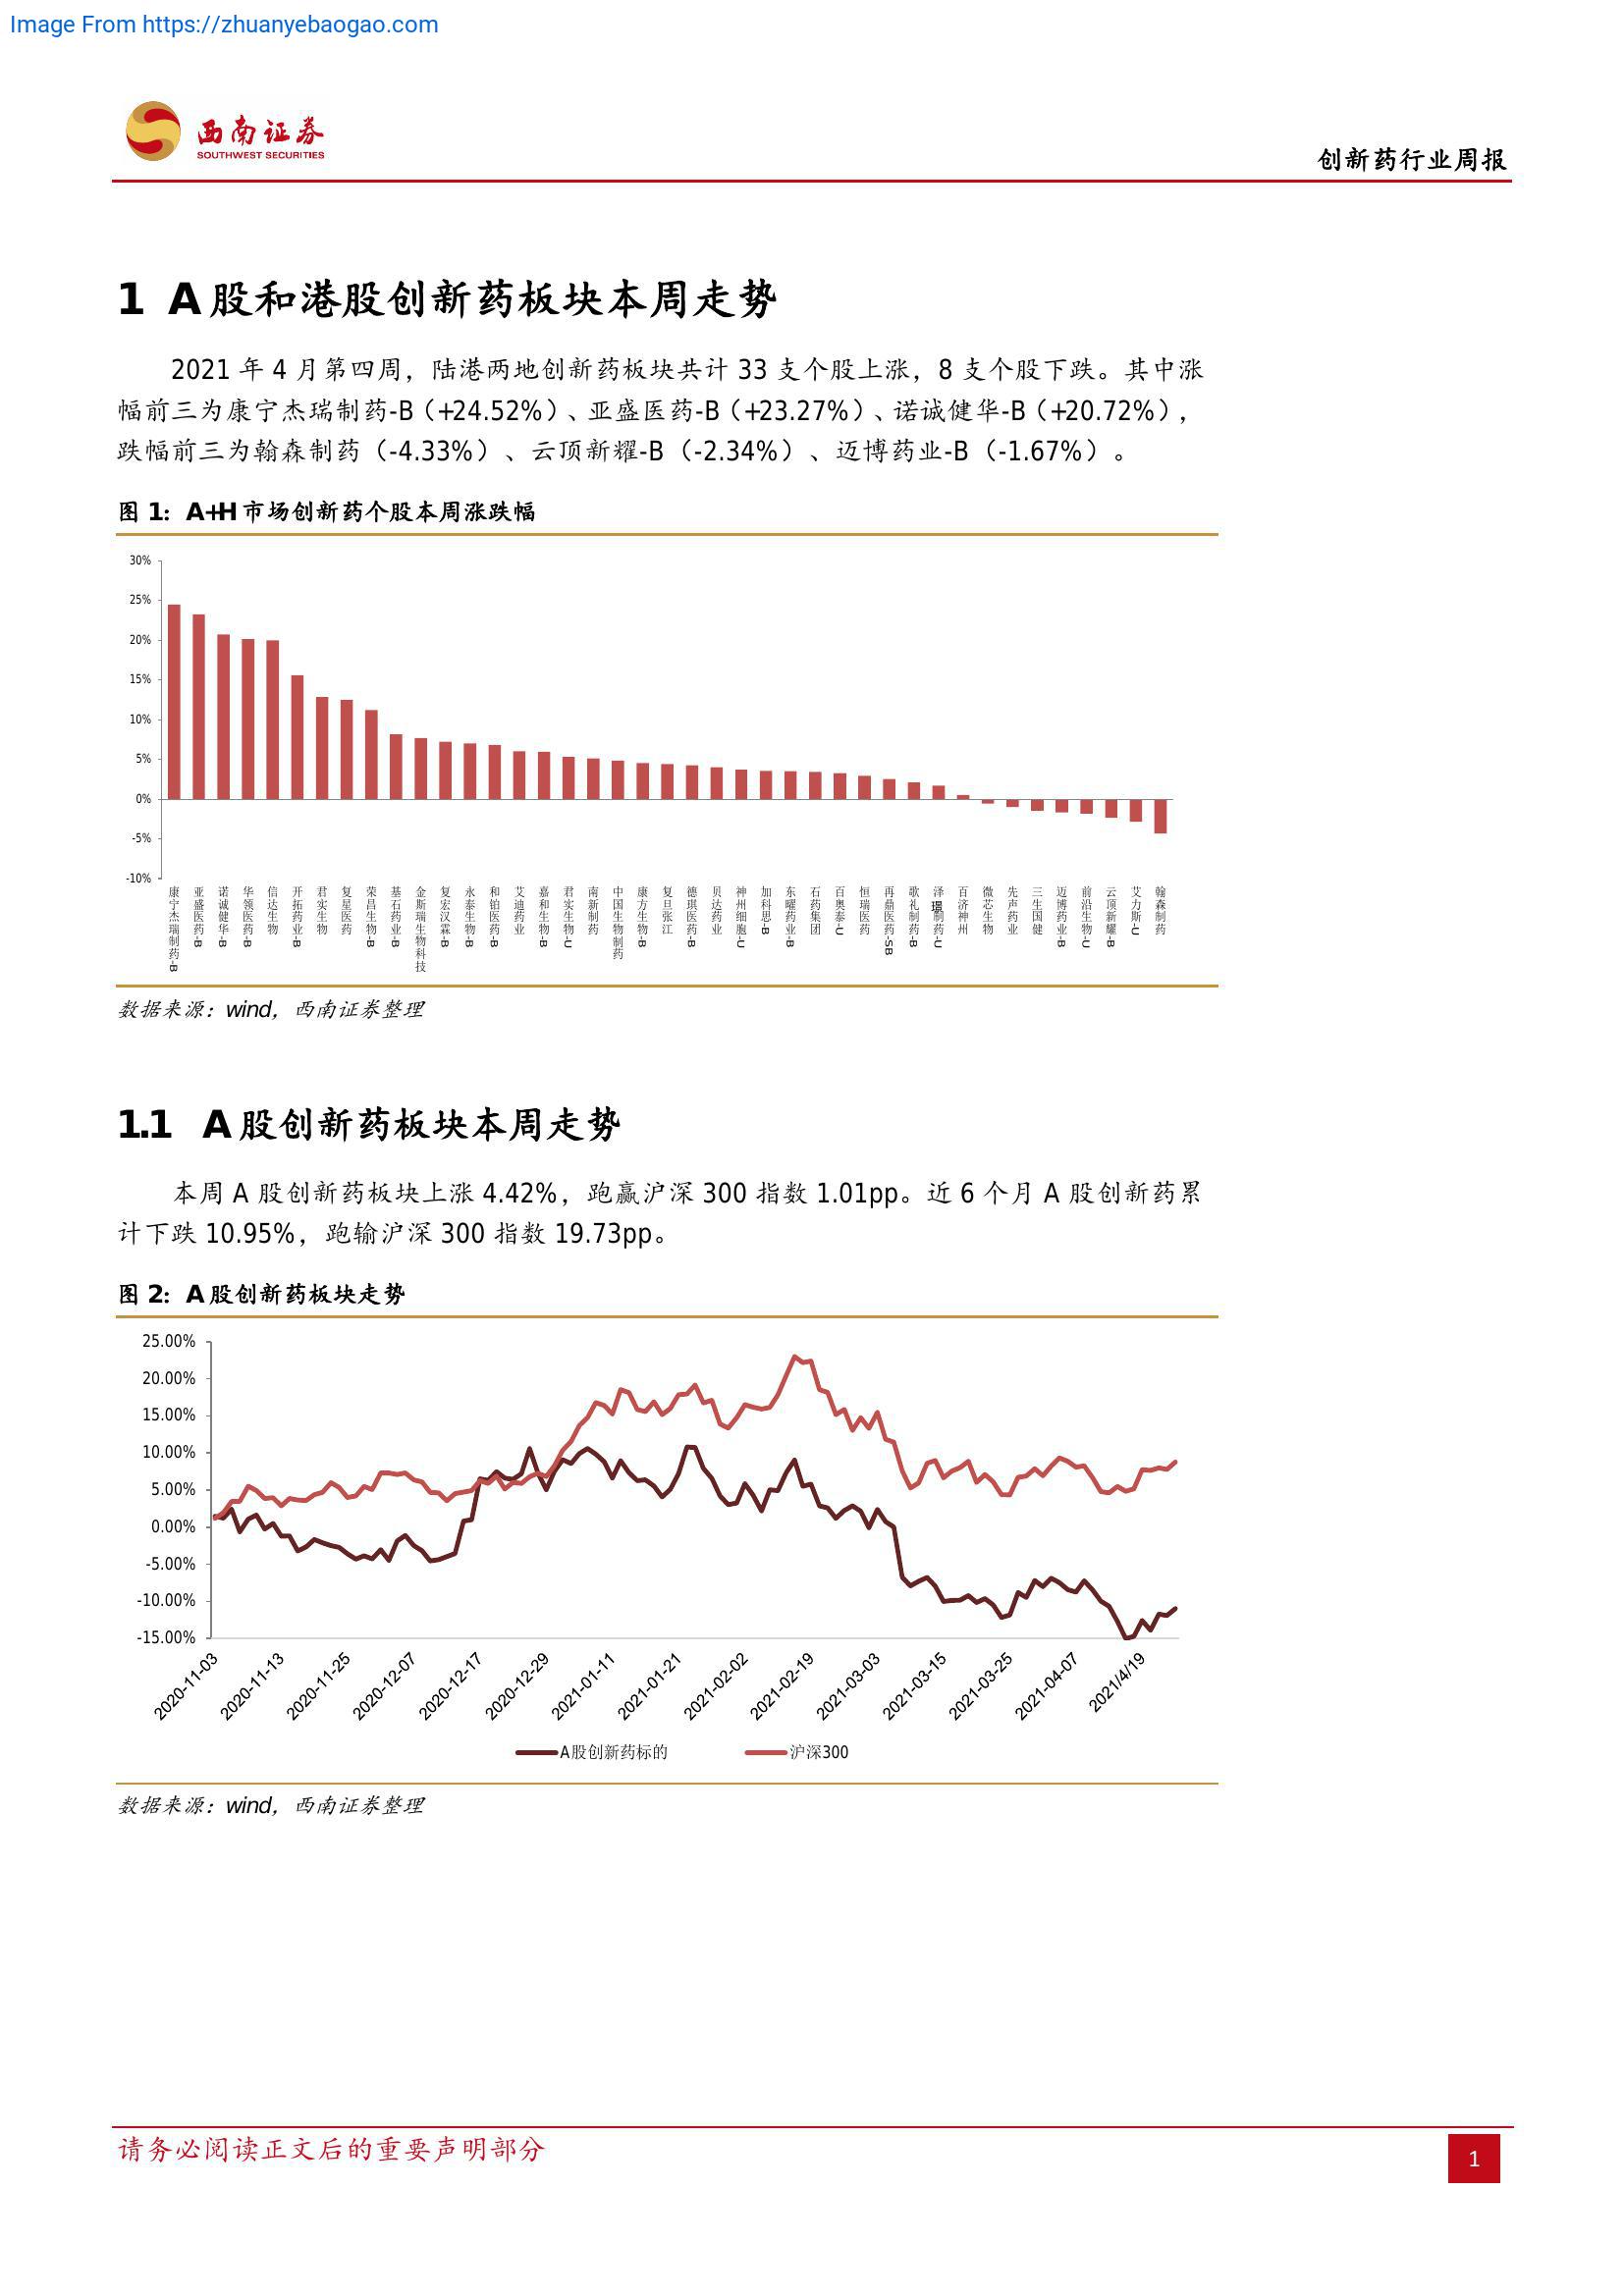 Image From https://zhuanyebaogao.com
西南证券
SOUTHWEST SECURITIES
创新药行业周报
1 A股和港股创新药板块本周走势
2021 年 4 月第四周，陆港两地创新药板块共计 33 支个股上涨，8 支个股下跌。其中涨
幅前三为康宁杰瑞制药-B（+24.52%）、亚盛医药-B（+23.27%）、诺诚健华-B（+20.72%），
跌幅前三为翰森制药（-4.33%）、云顶新耀-B（-2.34%）、迈博药业-B（-1.67%）。
图 1：A+H 市场创新药个股本周涨跌幅
30%
25%
20%
15%
10%
5%
0%
-5%
-10%
康宁杰瑞制药-B
亚盛医药-B
诺诚健华-B
华领医药-B
信达生物
开拓药业-B
君实生物
复星医药
荣昌生物-B
基石药业-B
金斯瑞生物科技
复宏汉霖-B
永泰生物-B
和铂医药-B
艾迪药业
嘉和生物-B
君实生物-U
南新制药
中国生物制药
康方生物-B
复旦张江
德琪医药-B
贝达药业
神州细胞-U
加科思-B
东曜药业-B
石药集团
百奥泰-U
恒瑞医药
再鼎医药-SB
歌礼制药-B
泽璟制药-U
百济神州
微芯生物
先声药业
三生国健
迈博药业-B
前沿生物-U
云顶新耀-B
艾力斯-U
翰森制药
数据来源：wind，西南证券整理
1.1 A股创新药板块本周走势
本周 A 股创新药板块上涨 4.42%，跑赢沪深 300 指数 1.01pp。近 6 个月 A 股创新药累
计下跌 10.95%，跑输沪深 300 指数 19.73pp。
图 2：A 股创新药板块走势
25.00%
20.00%
15.00%
10.00%
5.00%
0.00%
-5.00%
-10.00%
-15.00%
2020-11-03
2020-11-13
2020-11-25
2020-12-07
2020-12-17
2020-12-29
2021-01-11
2021-01-21
2021-02-02
2021-02-19
2021-03-03
2021-03-15
2021-03-25
2021-04-07
2021/4/19
A股创新药标的
沪深300
数据来源：wind，西南证券整理
请务必阅读正文后的重要声明部分
1